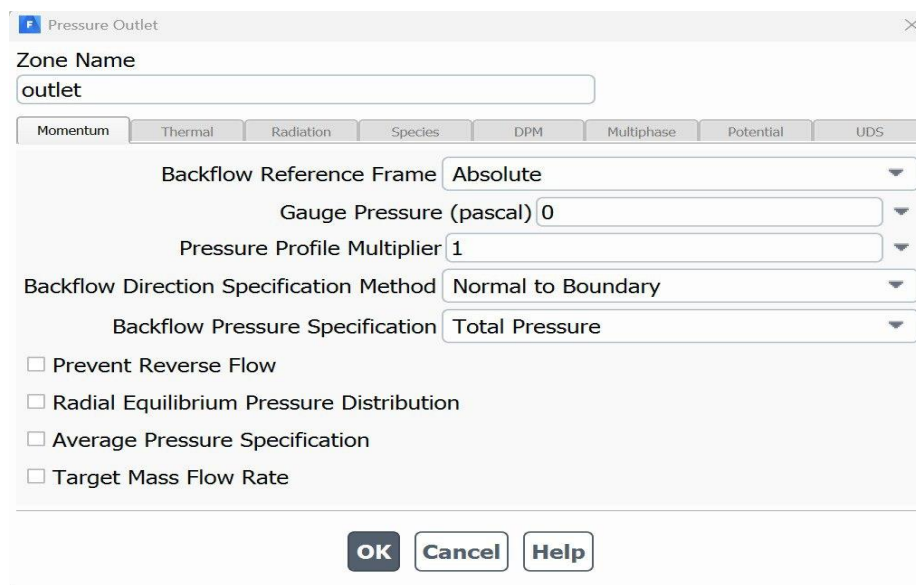 F Pressure Outlet
Zone Name
outlet
Momentum Thermal Radiation Species DPM Multiphase Potential UDS
Backflow Reference Frame Absolute
Gauge Pressure (pascal) 0
Pressure Profile Multiplier 1
Backflow Direction Specification Method Normal to Boundary
Backflow Pressure Specification Total Pressure
Prevent Reverse Flow
Radial Equilibrium Pressure Distribution
Average Pressure Specification
Target Mass Flow Rate
OK Cancel Help